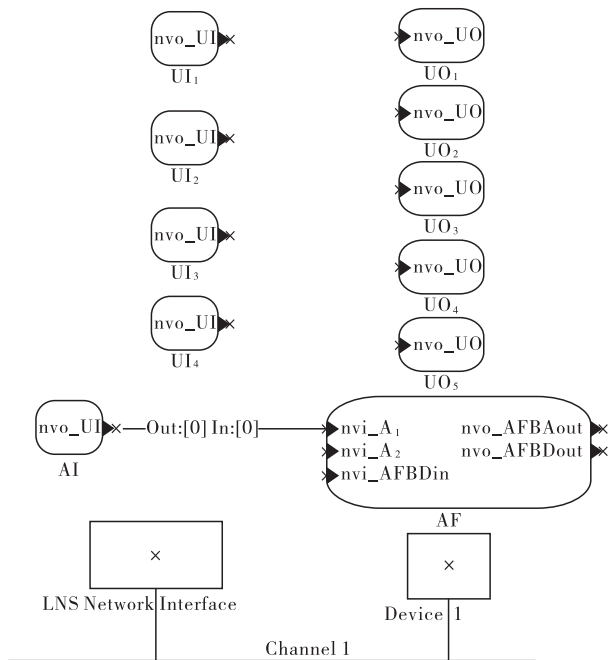 nvo_UI
UI₁
nvo_UO
UO₁
nvo_UI
UI₂
nvo_UO
UO₂
nvo_UI
UI₃
nvo_UO
UO₃
nvo_UI
UI₄
nvo_UO
UO₄
nvo_UO
UO₅
nvo_UI
AI
Out:[0] In:[0]
nvi_A₁ nvo_AFBAout
nvi_A₂ nvo_AFBDout
nvi_AFBDin
AF
LNS Network Interface
Device 1
Channel 1